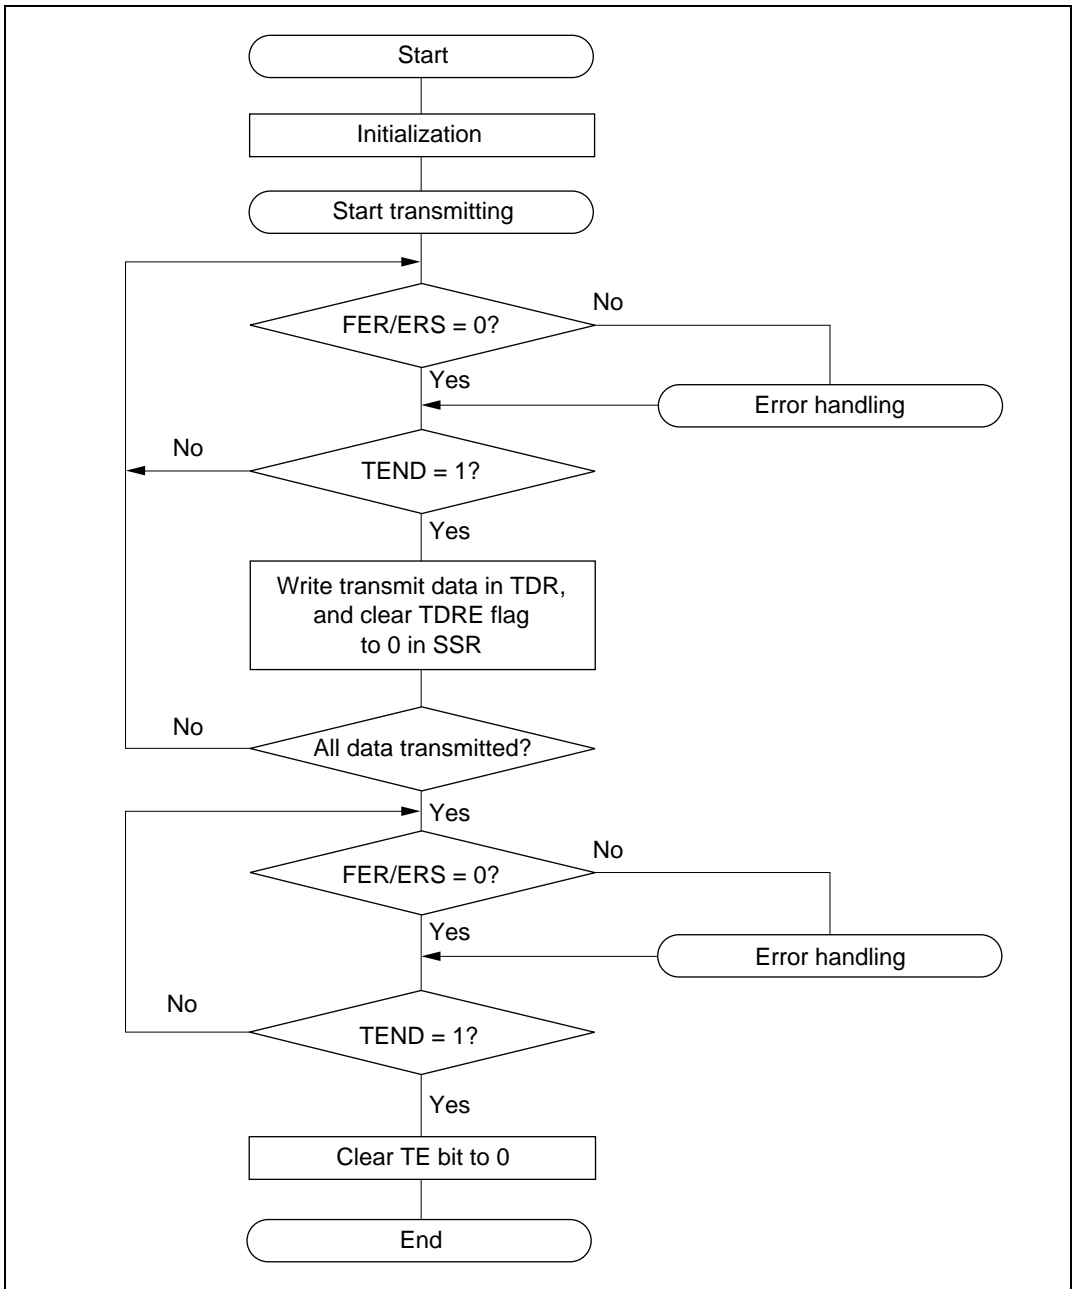 Start
Initialization
Start transmitting
FER/ERS = 0?
No
Yes
Error handling
No
TEND = 1?
Yes
Write transmit data in TDR,
and clear TDRE flag
to 0 in SSR
No
All data transmitted?
Yes
FER/ERS = 0?
No
Yes
Error handling
No
TEND = 1?
Yes
Clear TE bit to 0
End